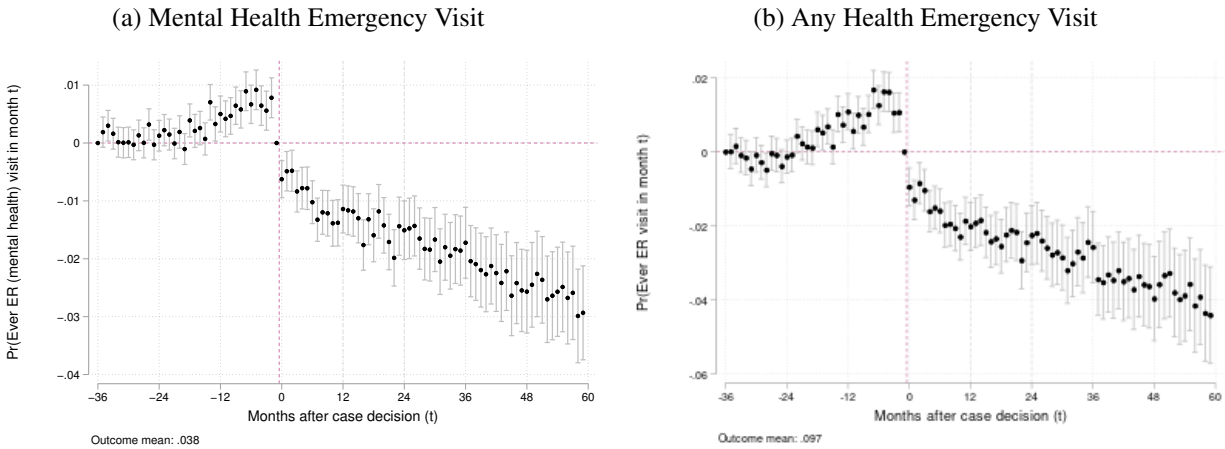 (a) Mental Health Emergency Visit
Pr(Ever ER (mental health) visit in month t)
.01
0
-.01
-.02
-.03
-.04
-36 -24 -12 0 12 24 36 48 60
Months after case decision (t)
Outcome mean: .038
(b) Any Health Emergency Visit
Pr(Ever ER visit in month t)
.02
0
-.02
-.04
-.06
-36 -24 -12 0 12 24 36 48 60
Months after case decision (t)
Outcome mean: .097